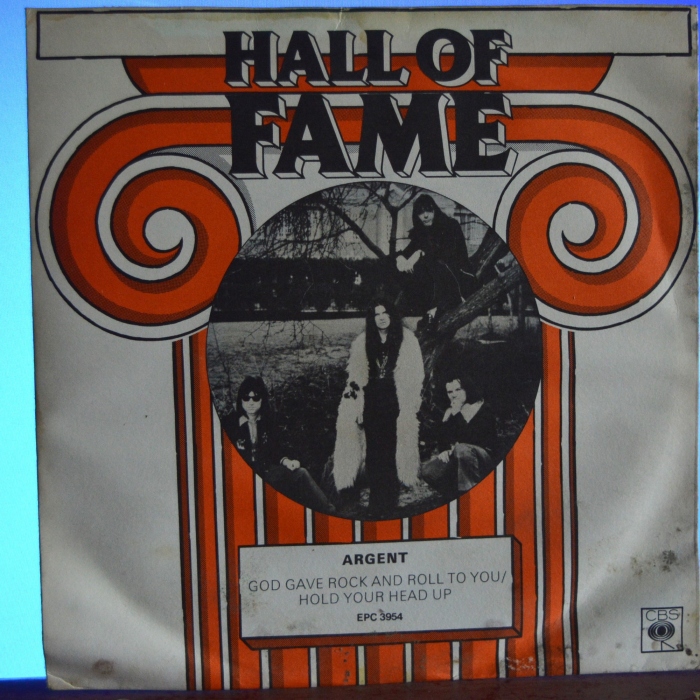 HALL OF
FAME
ARGENT
GOD GAVE ROCK AND ROLL TO YOU/
HOLD YOUR HEAD UP
EPC 3954
CBS